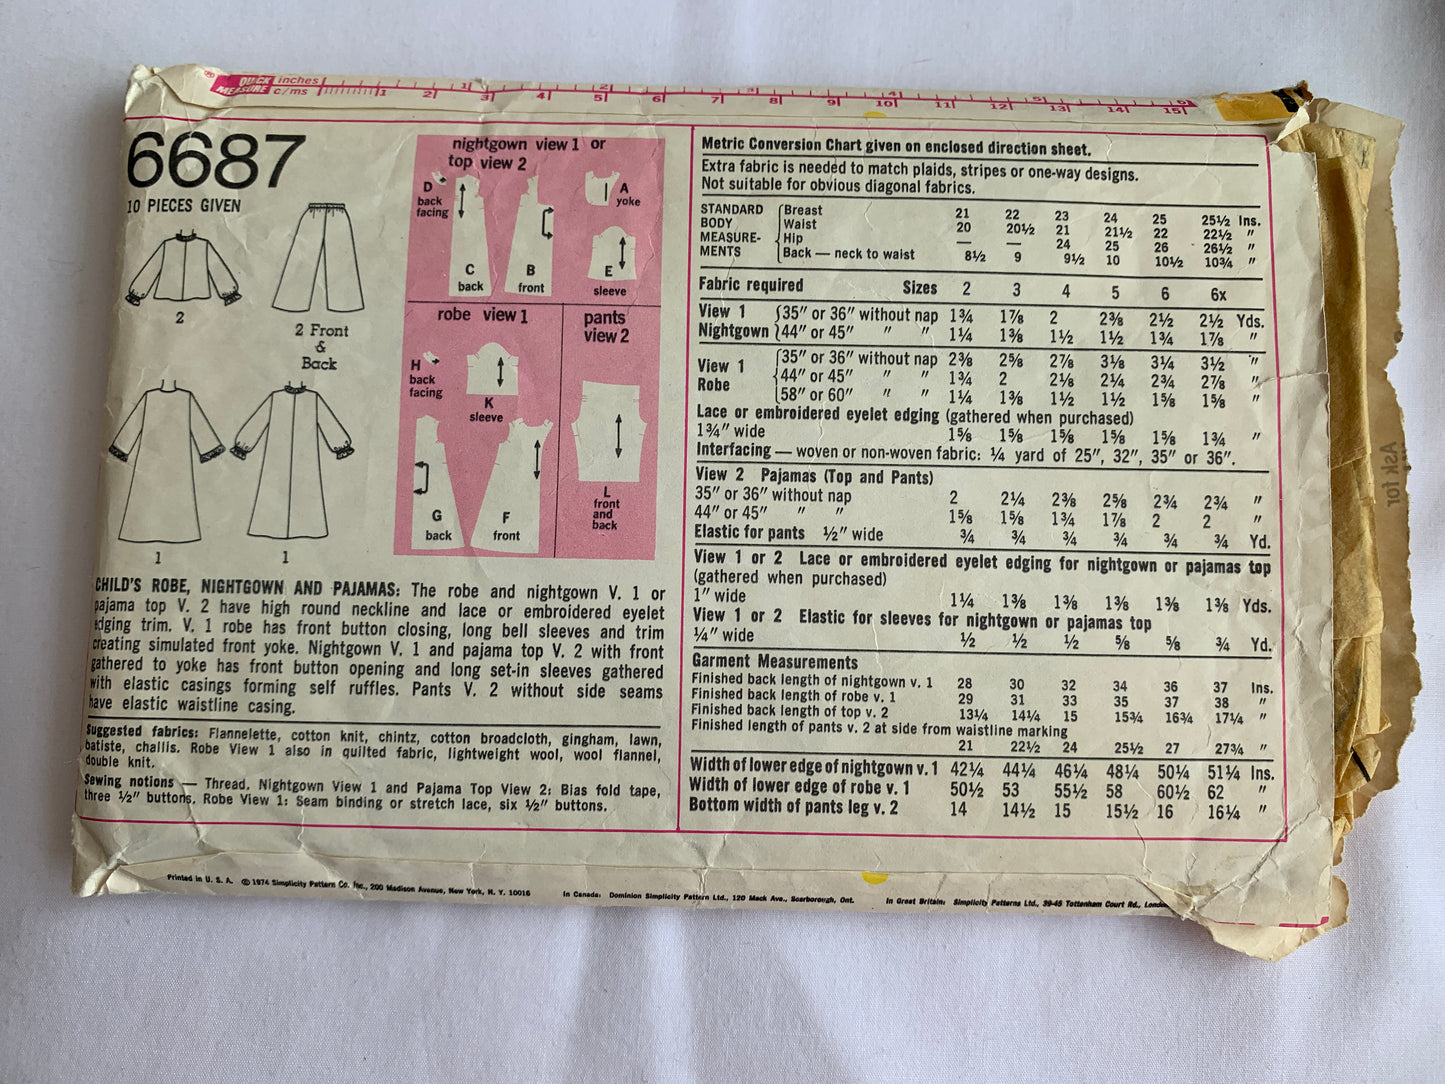 ® QUICK MEASURE inches 1 2 3 4 5 6
c/ms 1 2 3 4 5 6 7 8 9 10 11 12 13 14 15
6687
10 PIECES GIVEN
2
2 Front
&
Back
1
1
nightgown view 1 or
top view 2
D
back
facing
A
yoke
C
back
B
front
E
sleeve
robe view 1
pants
view 2
H
back
facing
K
sleeve
G
back
F
front
L
front
and
back
CHILD'S ROBE, NIGHTGOWN AND PAJAMAS: The robe and nightgown V. 1 or
pajama top V. 2 have high round neckline and lace or embroidered eyelet
edging trim. V. 1 robe has front button closing, long bell sleeves and trim
creating simulated front yoke. Nightgown V. 1 and pajama top V. 2 with front
gathered to yoke has front button opening and long set-in sleeves gathered
with elastic casings forming self ruffles. Pants V. 2 without side seams
have elastic waistline casing.
Suggested fabrics: Flannelette, cotton knit, chintz, cotton broadcloth, gingham, lawn,
batiste, challis. Robe View 1 also in quilted fabric, lightweight wool, wool flannel,
double knit.
Sewing notions — Thread. Nightgown View 1 and Pajama Top View 2: Bias fold tape,
three ½" buttons. Robe View 1: Seam binding or stretch lace, six ½" buttons.
Metric Conversion Chart given on enclosed direction sheet.
Extra fabric is needed to match plaids, stripes or one-way designs.
Not suitable for obvious diagonal fabrics.
STANDARD BODY MEASURE- MENTS
Breast 21 22 23 24 25 25½ Ins.
Waist 20 20½ 21 21½ 22 22½ "
Hip — — 24 25 26 26½ "
Back — neck to waist 8½ 9 9½ 10 10½ 10¾ "
Fabric required Sizes 2 3 4 5 6 6x
View 1 35" or 36" without nap 1¾ 1⅞ 2 2⅜ 2½ 2½ Yds.
Nightgown 44" or 45" " " 1¼ 1⅜ 1½ 1½ 1¾ 1⅞ "
View 1 Robe
35" or 36" without nap 2⅜ 2⅝ 2⅞ 3⅛ 3¼ 3½ "
44" or 45" " " 1¾ 2 2⅛ 2¼ 2¾ 2⅞ "
58" or 60" " " 1¼ 1⅜ 1½ 1½ 1⅝ 1⅝ "
Lace or embroidered eyelet edging (gathered when purchased)
1¾" wide 1⅝ 1⅝ 1⅝ 1⅝ 1⅝ 1¾ "
Interfacing — woven or non-woven fabric: ¼ yard of 25", 32", 35" or 36".
View 2 Pajamas (Top and Pants)
35" or 36" without nap 2 2¼ 2⅜ 2⅝ 2¾ 2¾ "
44" or 45" " " 1⅝ 1⅝ 1¾ 1⅞ 2 2 "
Elastic for pants ½" wide ¾ ¾ ¾ ¾ ¾ ¾ Yd.
View 1 or 2 Lace or embroidered eyelet edging for nightgown or pajamas top
(gathered when purchased)
1" wide 1¼ 1⅜ 1⅜ 1⅜ 1⅜ 1⅜ Yds.
View 1 or 2 Elastic for sleeves for nightgown or pajamas top
¼" wide ½ ½ ½ ⅝ ⅝ ¾ Yd.
Garment Measurements
Finished back length of nightgown v. 1 28 30 32 34 36 37 Ins.
Finished back length of robe v. 1 29 31 33 35 37 38 "
Finished back length of top v. 2 13¼ 14¼ 15 15¾ 16¾ 17¼ "
Finished length of pants v. 2 at side from waistline marking
21 22½ 24 25½ 27 27¾ "
Width of lower edge of nightgown v. 1 42¼ 44¼ 46¼ 48¼ 50¼ 51¼ Ins.
Width of lower edge of robe v. 1 50½ 53 55½ 58 60½ 62 "
Bottom width of pants leg v. 2 14 14½ 15 15½ 16 16¼ "
Printed in U. S. A. © 1974 Simplicity Pattern Co. Inc., 200 Madison Avenue, New York, N. Y. 10016
In Canada: Dominion Simplicity Pattern Ltd., 120 Mack Ave., Scarborough, Ont.
In Great Britain: Simplicity Patterns Ltd., 39-45 Tottenham Court Rd., London
Ask for